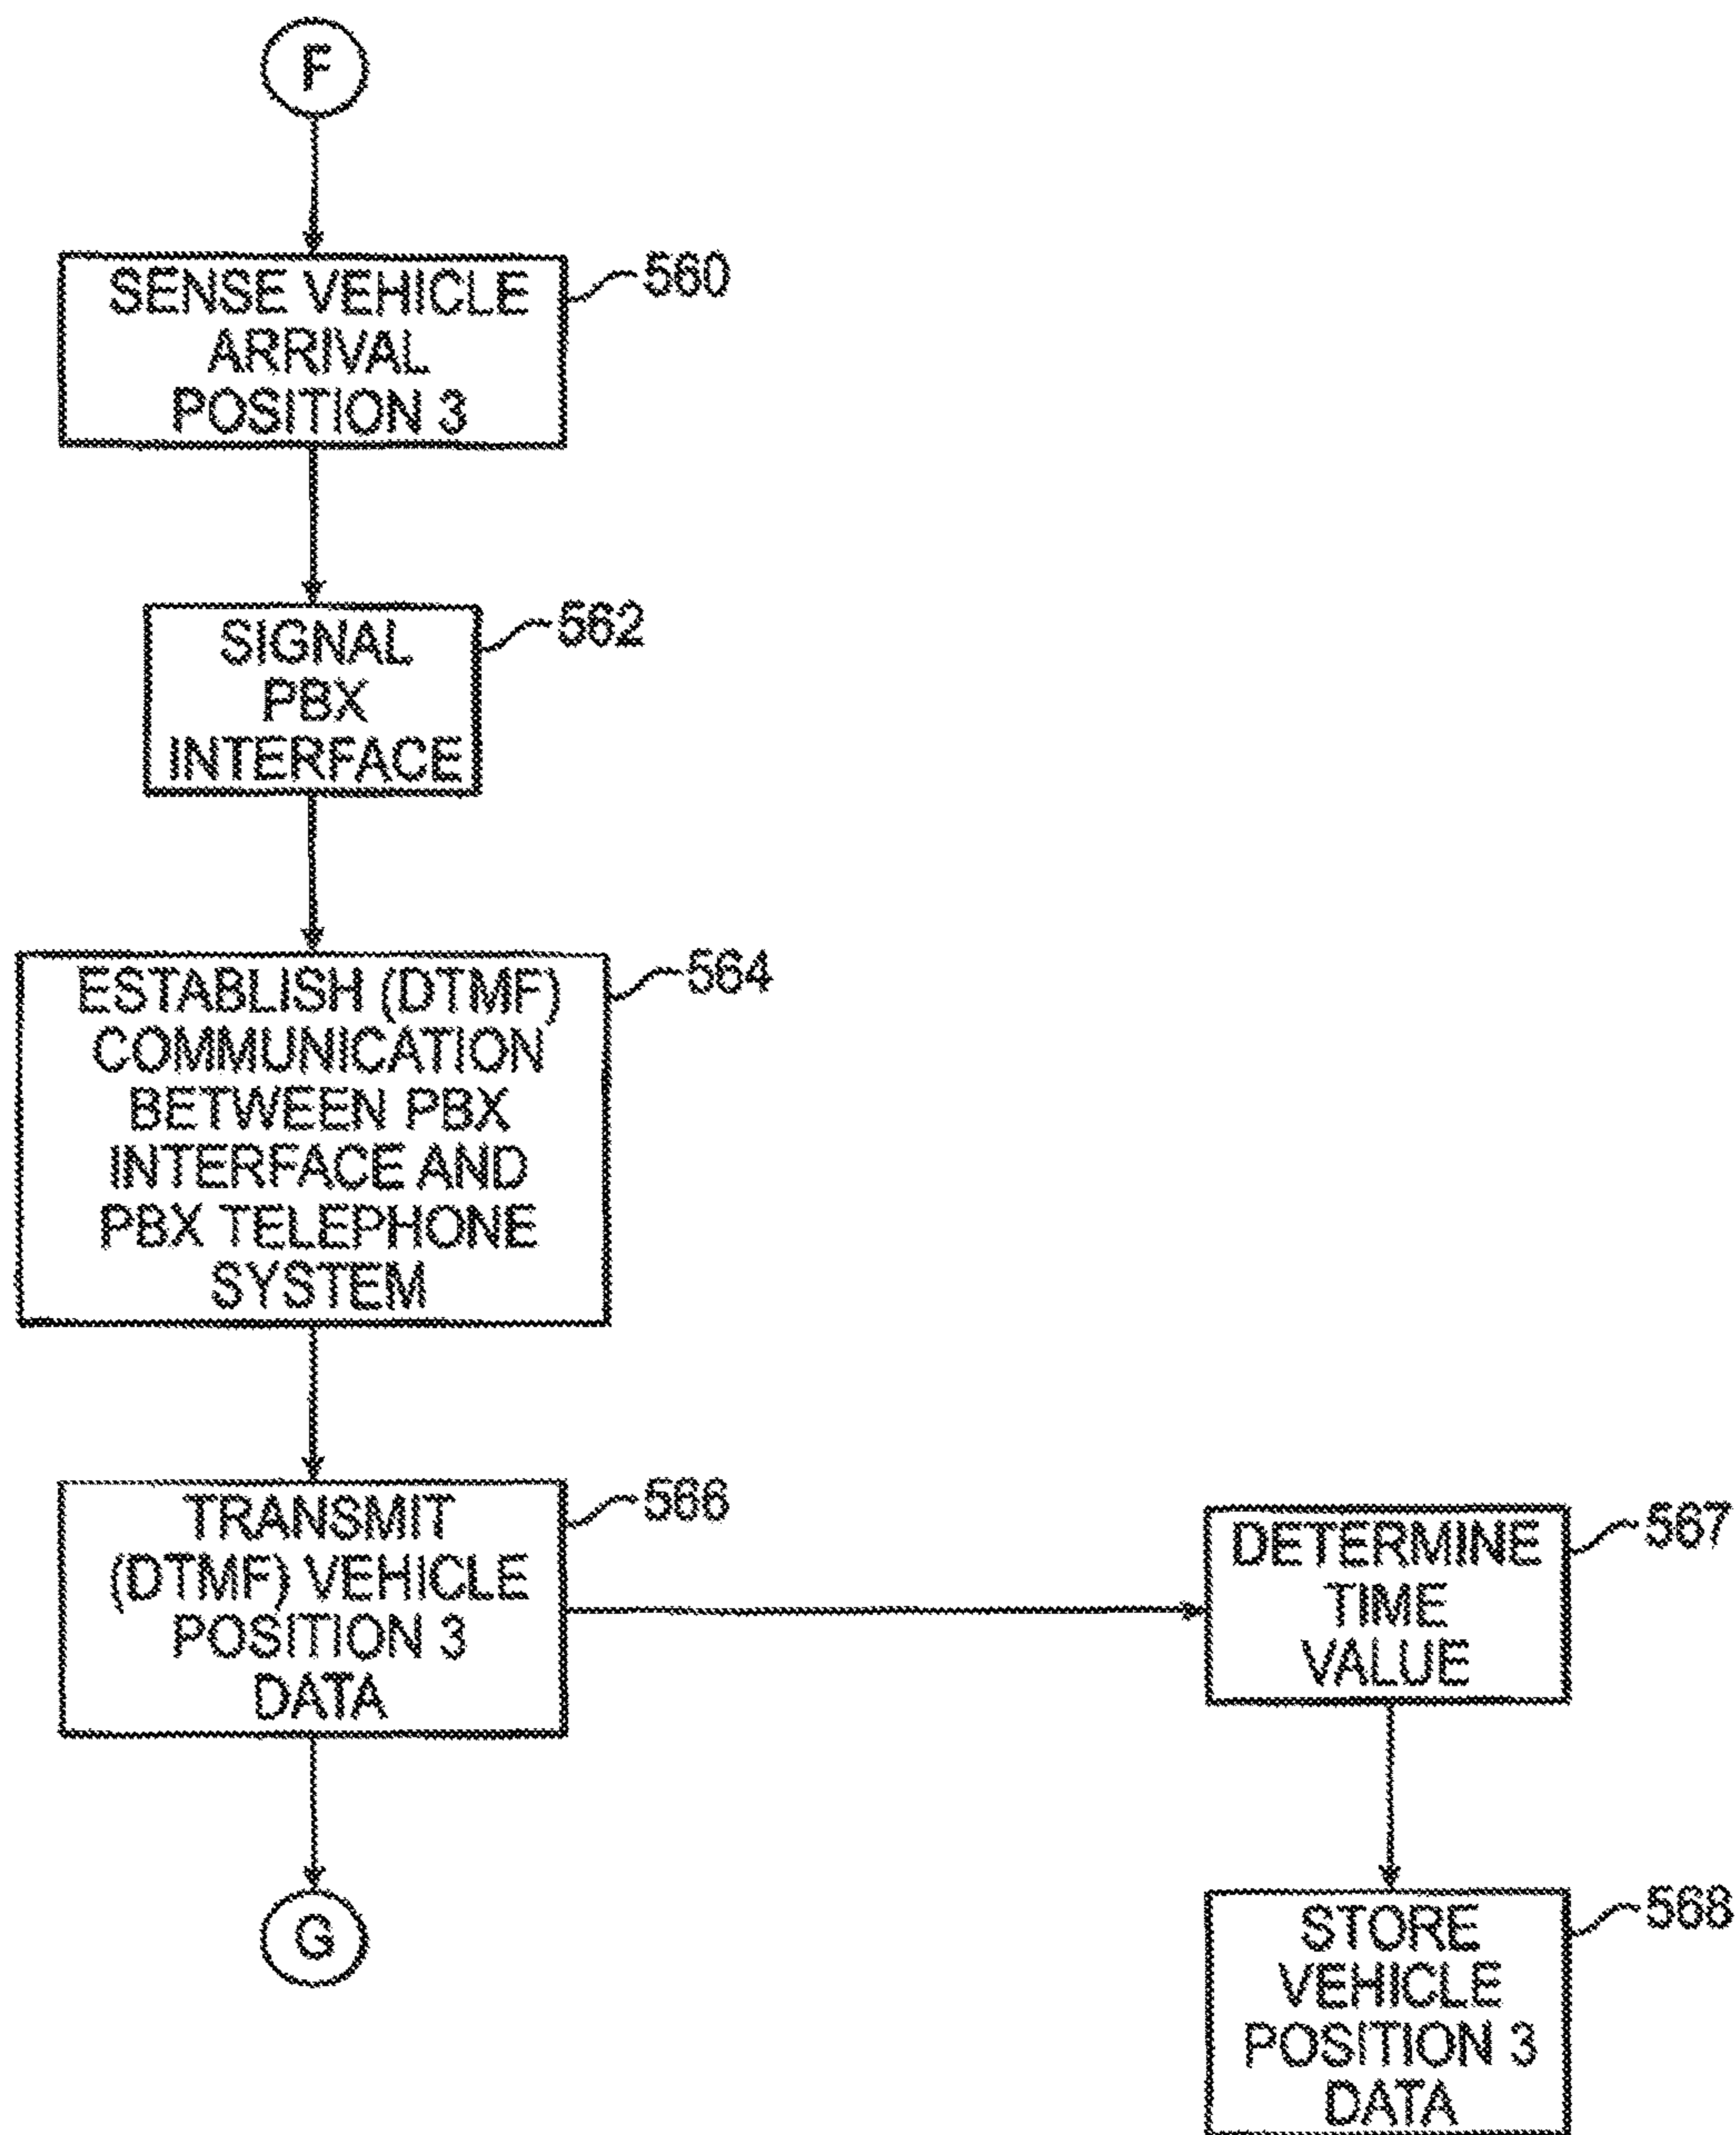 F
SENSE VEHICLE
ARRIVAL
POSITION 3
560
SIGNAL
PBX
INTERFACE
562
ESTABLISH (DTMF)
COMMUNICATION
BETWEEN PBX
INTERFACE AND
PBX TELEPHONE
SYSTEM
564
TRANSMIT
(DTMF) VEHICLE
POSITION 3
DATA
566
DETERMINE
TIME
VALUE
567
G
STORE
VEHICLE
POSITION 3
DATA
568